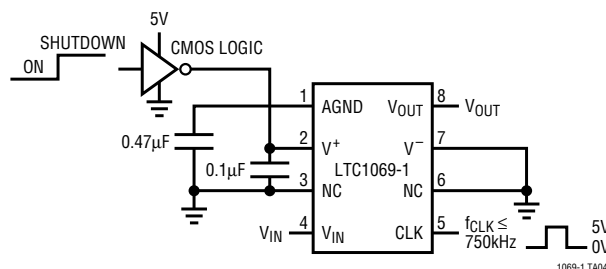 5V
SHUTDOWN
CMOS LOGIC
ON
1 AGND VOUT 8 VOUT
0.47µF
2 V+ V− 7
0.1µF LTC1069-1
3 NC NC 6
VIN 4 VIN CLK 5 fCLK ≤ 750kHz
5V
0V
1069-1 TA04